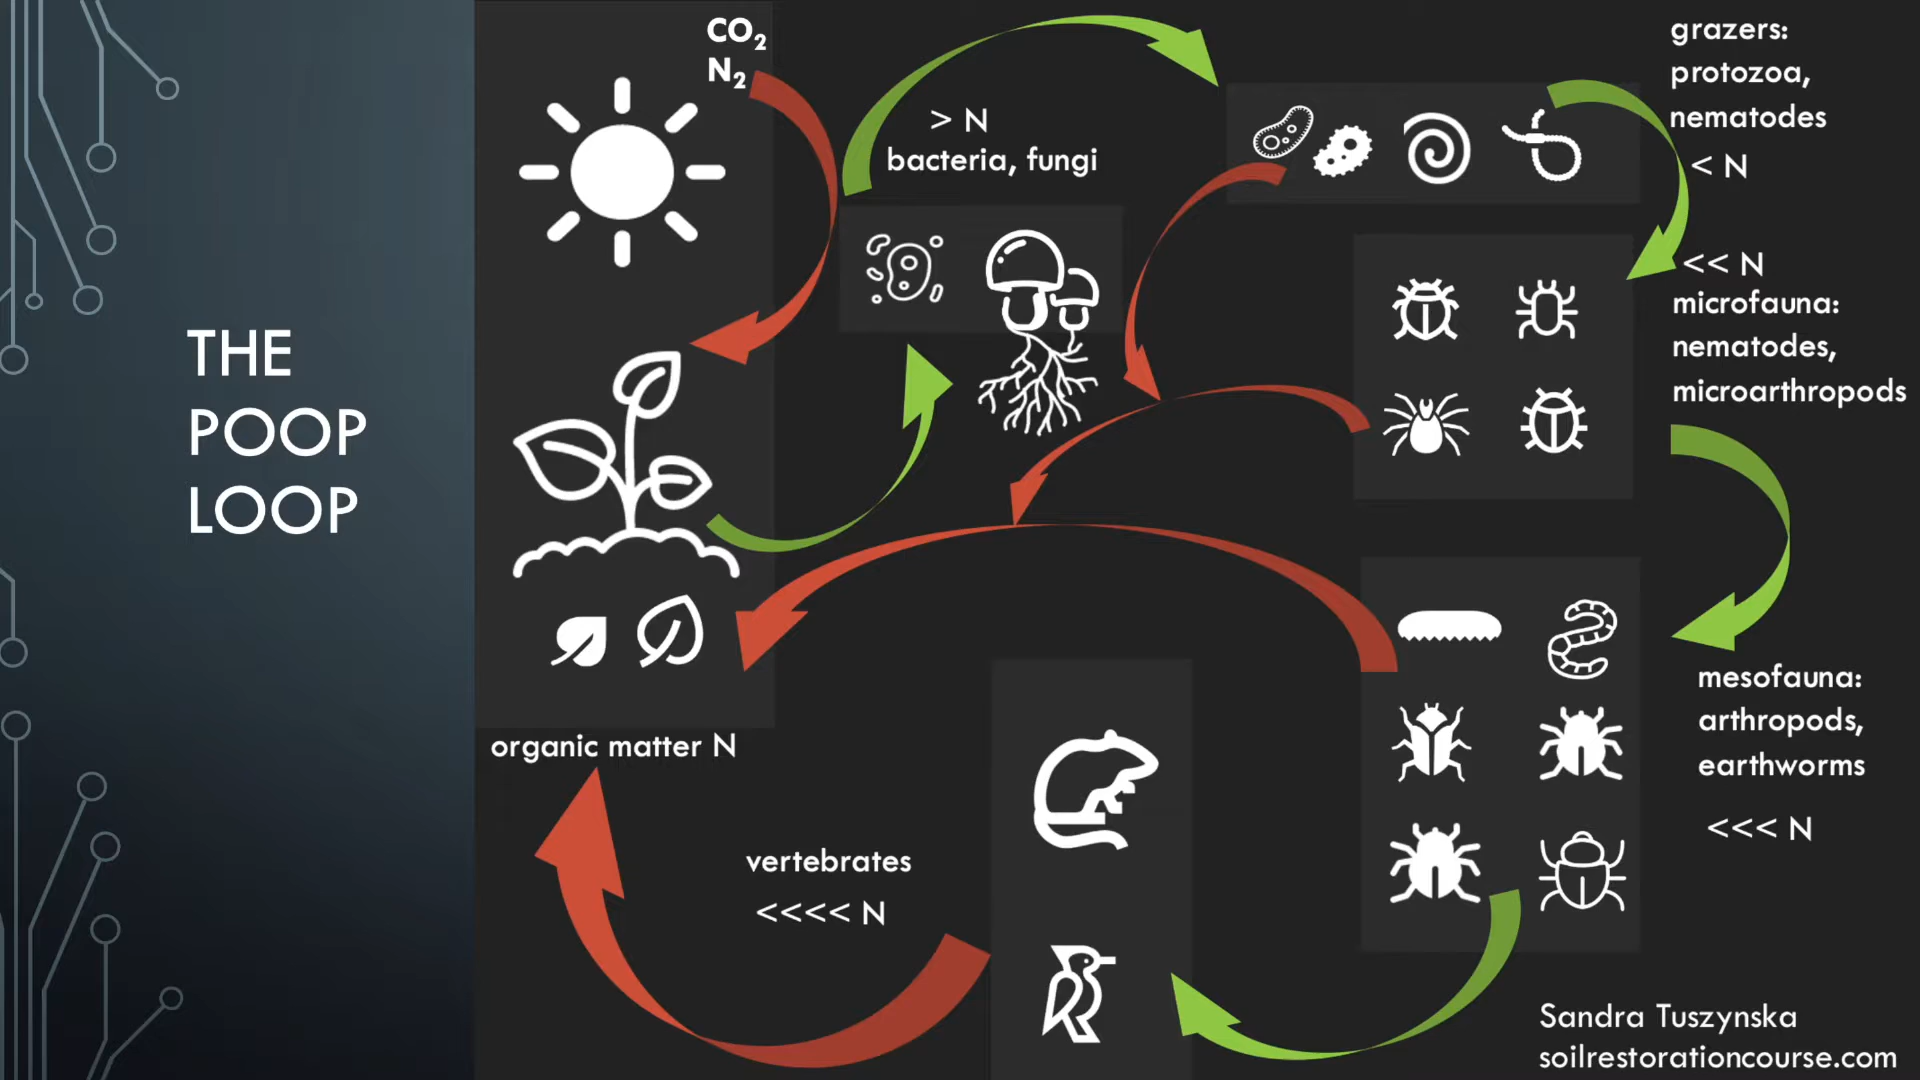 THE
POOP
LOOP
CO₂
N₂
> N
bacteria, fungi
grazers:
protozoa,
nematodes
< N
<< N
microfauna:
nematodes,
microarthropods
mesofauna:
arthropods,
earthworms
<<< N
organic matter N
vertebrates
<<<< N
Sandra Tuszynska
soilrestorationcourse.com